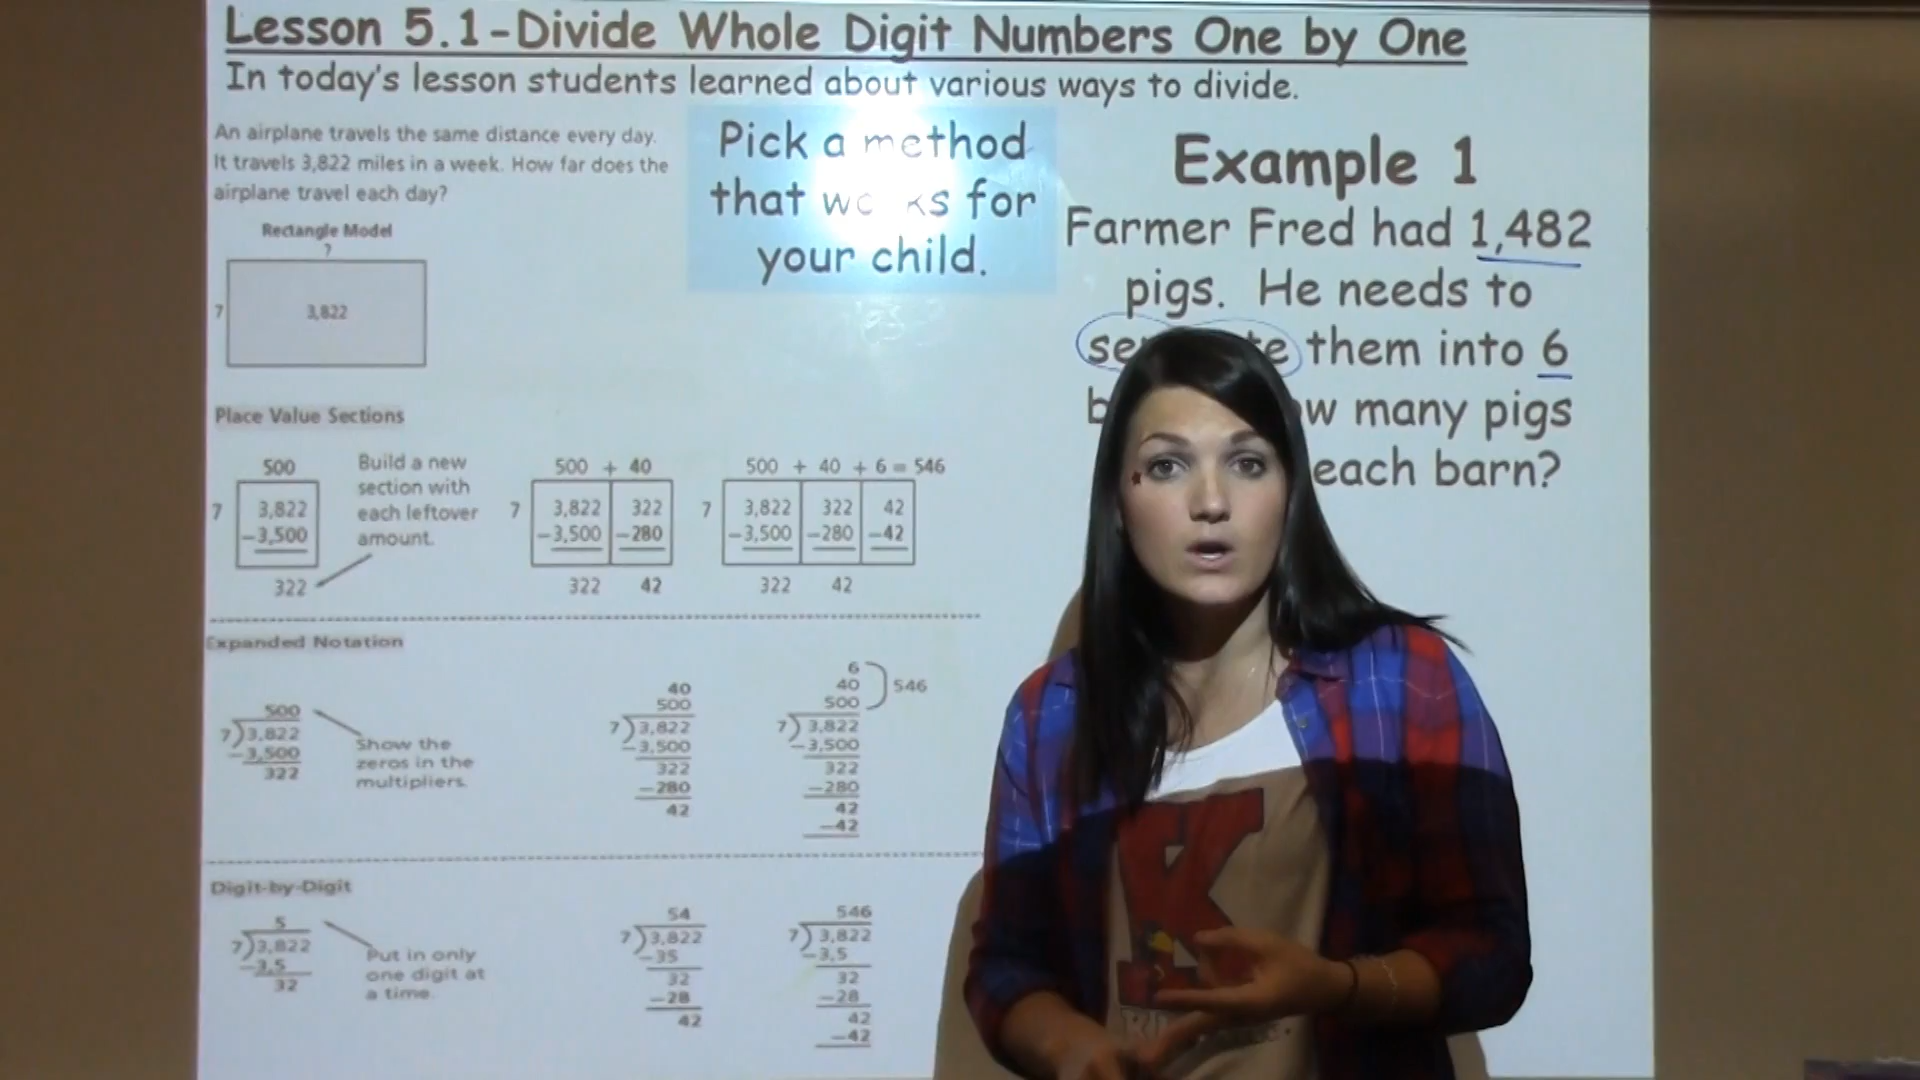 Lesson 5.1-Divide Whole Digit Numbers One by One
In today's lesson students learned about various ways to divide.
An airplane travels the same distance every day.
It travels 3,822 miles in a week. How far does the
airplane travel each day?
Rectangle Model
?
7
3,822
Pick a method
that works for
your child.
Example 1
Farmer Fred had 1,482
pigs. He needs to
them into 6
many pigs
each barn?
Place Value Sections
500
7 3,822
-3,500
322
Build a new
section with
each leftover
amount.
500 + 40
7 3,822 322
-3,500 -280
322 42
500 + 40 + 6 = 546
7 3,822 322 42
-3,500 -280 -42
322 42
Expanded Notation
500
7)3,822
-3,500
322
Show the
zeros in the
multipliers.
40
500
7)3,822
-3,500
322
-280
42
6
40
500
546
7)3,822
-3,500
322
-280
42
-42
Digit-by-Digit
5
7)3,822
-3,5
32
Put in only
one digit at
a time.
54
7)3,822
-35
32
-28
42
546
7)3,822
-3,5
32
-28
42
-42
K